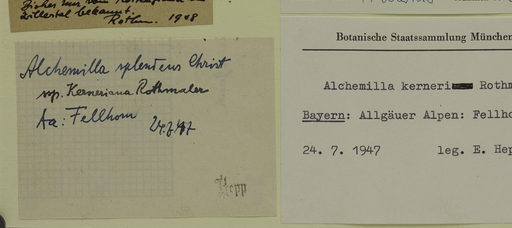 zillertal bekannt.
Rothm. 1948
Alchemilla splendens Christ
ssp. Kerneriana Rothmaler
Aa: Fellhorn
24.7.47
Hepp
Botanische Staatssammlung München
Alchemilla kerneri Rothm
Bayern: Allgäuer Alpen: Fellho
24. 7. 1947 leg. E. Hep